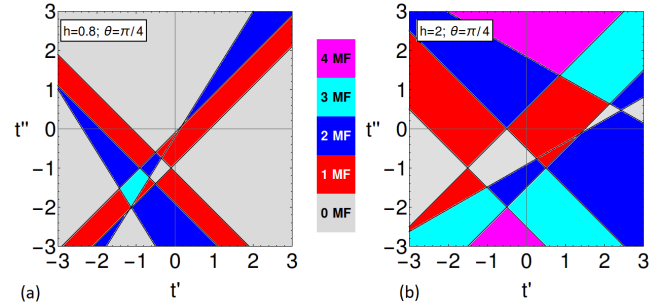 h=0.8; θ=π/4
t''
3
2
1
0
−1
−2
−3
−3 −2 −1 0 1 2 3
t'
(a)
4 MF
3 MF
2 MF
1 MF
0 MF
h=2; θ=π/4
t''
3
2
1
0
−1
−2
−3
−3 −2 −1 0 1 2 3
t'
(b)